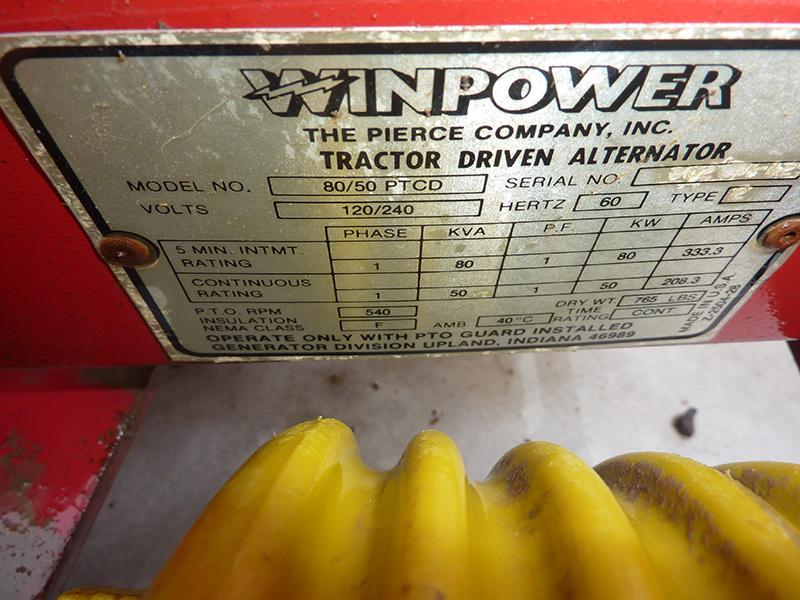 WINPOWER
THE PIERCE COMPANY, INC.
TRACTOR DRIVEN ALTERNATOR
MODEL NO. 80/50 PTCD SERIAL NO.
VOLTS 120/240 HERTZ 60 TYPE
PHASE KVA P.F. KW AMPS
5 MIN. INTMT. RATING 1 80 1 80 333.3
CONTINUOUS RATING 1 50 1 50 208.3
P.T.O. RPM 540 DRY WT. 765 LBS
INSULATION NEMA CLASS F AMB. 40°C TIME RATING CONT.
OPERATE ONLY WITH PTO GUARD INSTALLED
GENERATOR DIVISION UPLAND, INDIANA 46989
MADE IN U.S.A.